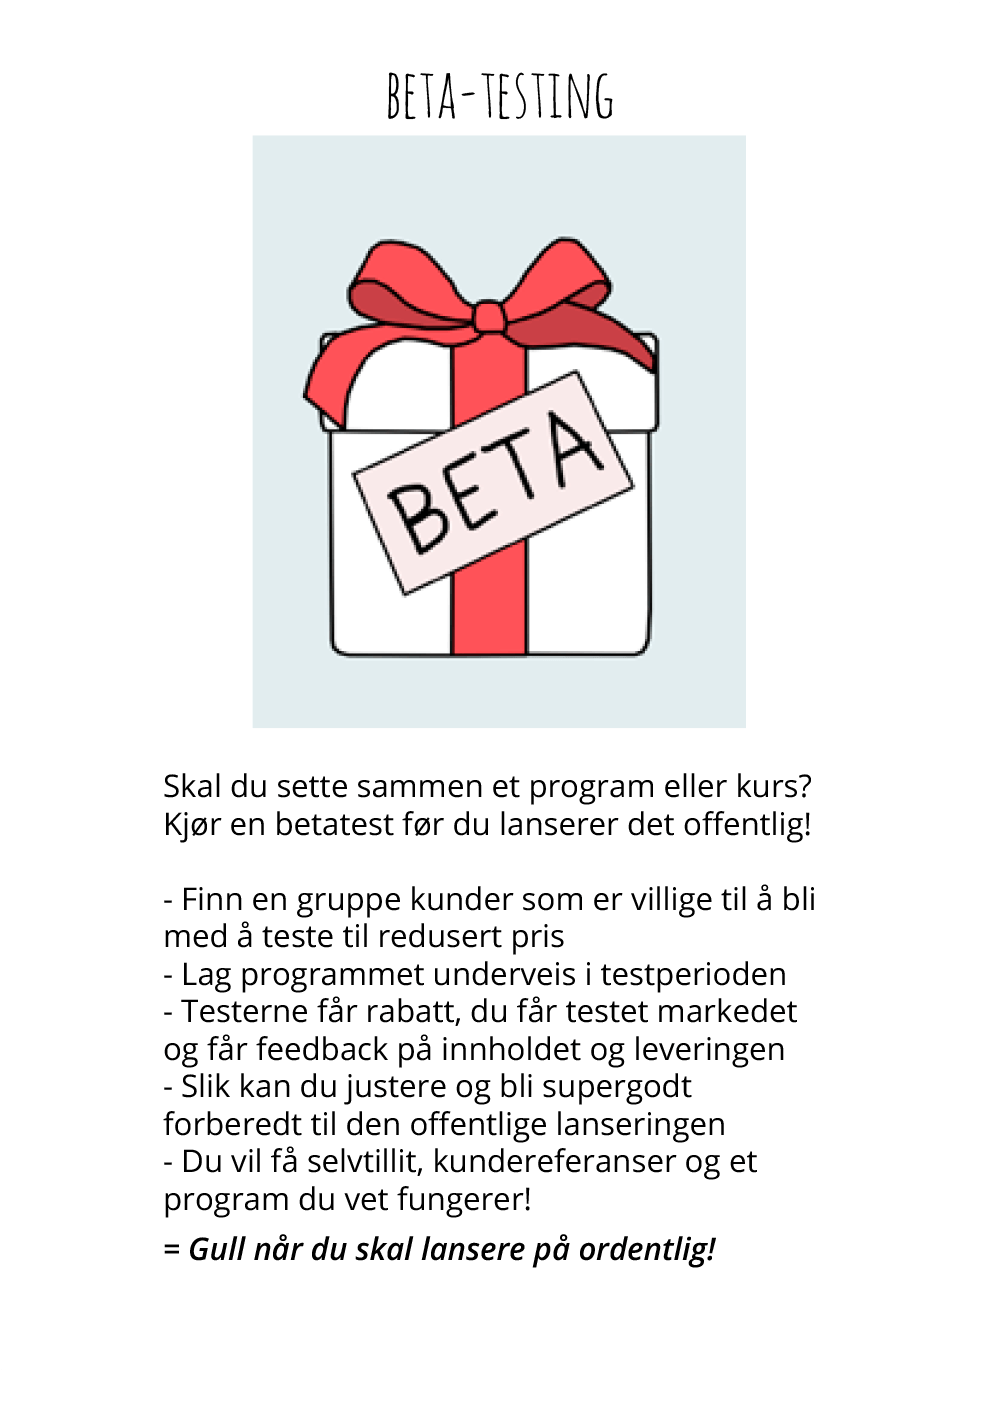 BETA-TESTING
BETA
Skal du sette sammen et program eller kurs?
Kjør en betatest før du lanserer det offentlig!
- Finn en gruppe kunder som er villige til å bli
med å teste til redusert pris
- Lag programmet underveis i testperioden
- Testerne får rabatt, du får testet markedet
og får feedback på innholdet og leveringen
- Slik kan du justere og bli supergodt
forberedt til den offentlige lanseringen
- Du vil få selvtillit, kundereferanser og et
program du vet fungerer!
= Gull når du skal lansere på ordentlig!